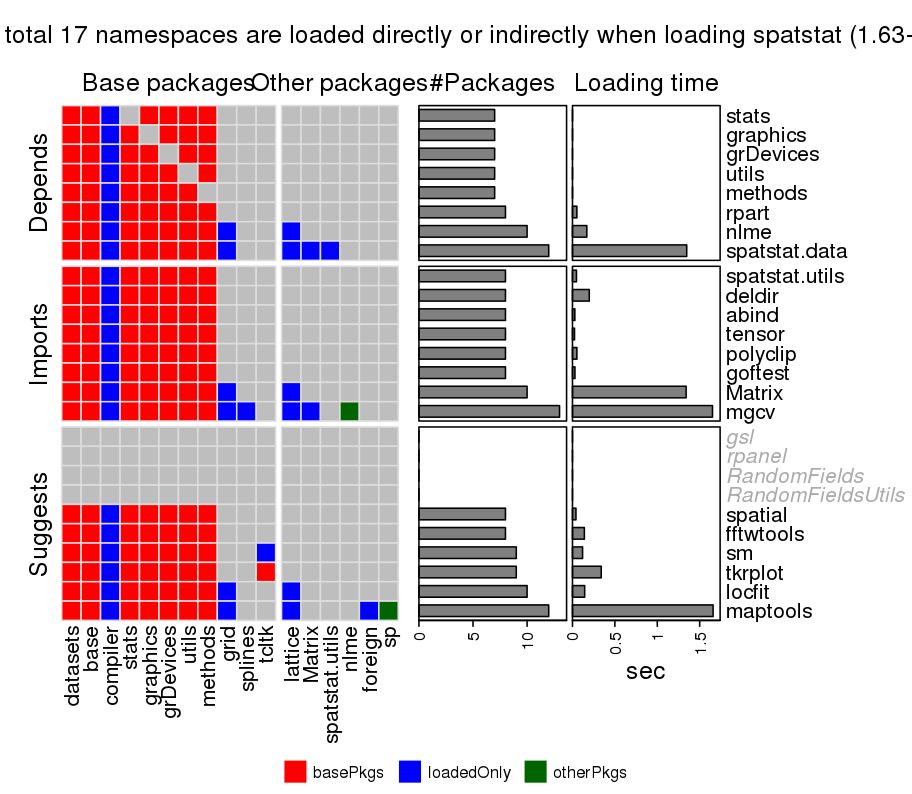 total 17 namespaces are loaded directly or indirectly when loading spatstat (1.63-
Base packages Other packages #Packages Loading time
Depends
stats
graphics
grDevices
utils
methods
rpart
nlme
spatstat.data
Imports
spatstat.utils
deldir
abind
tensor
polyclip
goftest
Matrix
mgcv
Suggests
gsl
rpanel
RandomFields
RandomFieldsUtils
spatial
fftwtools
sm
tkrplot
locfit
maptools
datasets
base
compiler
stats
graphics
grDevices
utils
methods
grid
splines
tcltk
lattice
Matrix
spatstat.utils
nlme
foreign
sp
0 5 10
0 0.5 1 1.5
sec
basePkgs loadedOnly otherPkgs